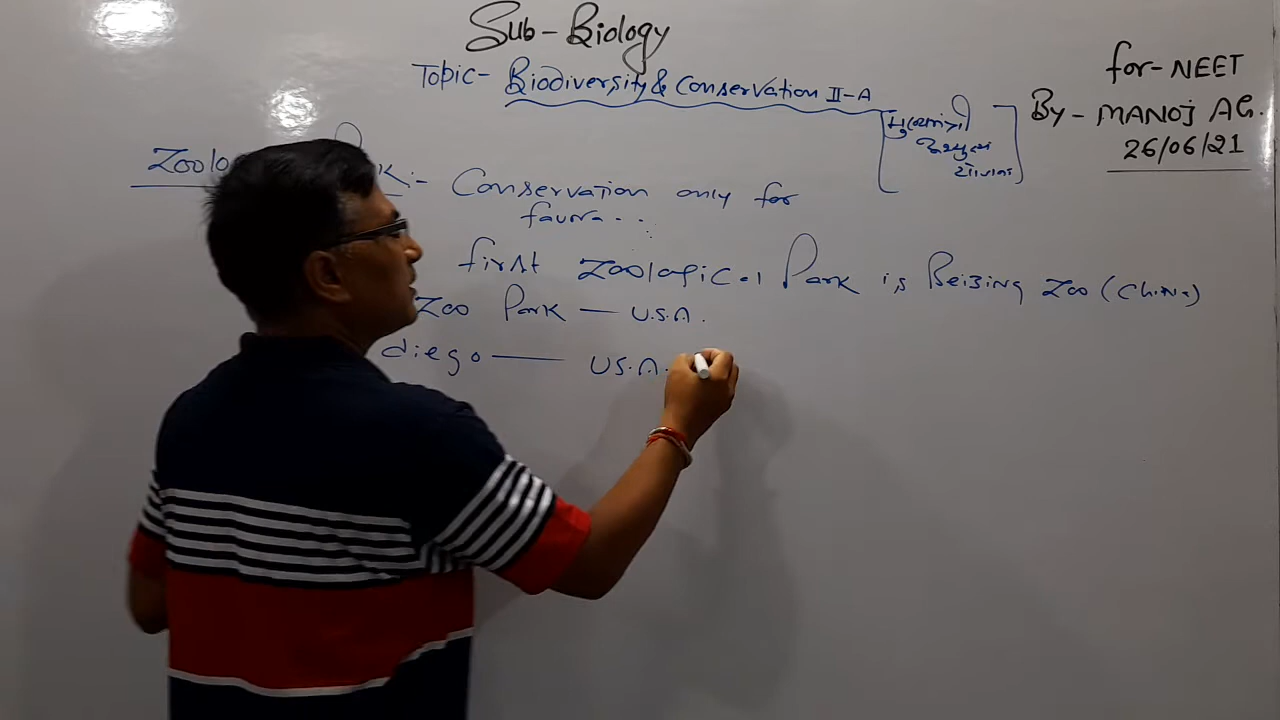 Sub-Biology
Topic- Biodiversity & Conservation II-A
for-NEET
By - MANOJ AG.
26/06/21
Conservation only for
fauna...
first Zoological Park is Beizing Zoo (China)
Zoo Park — U.S.A.
diego — U.S.A.